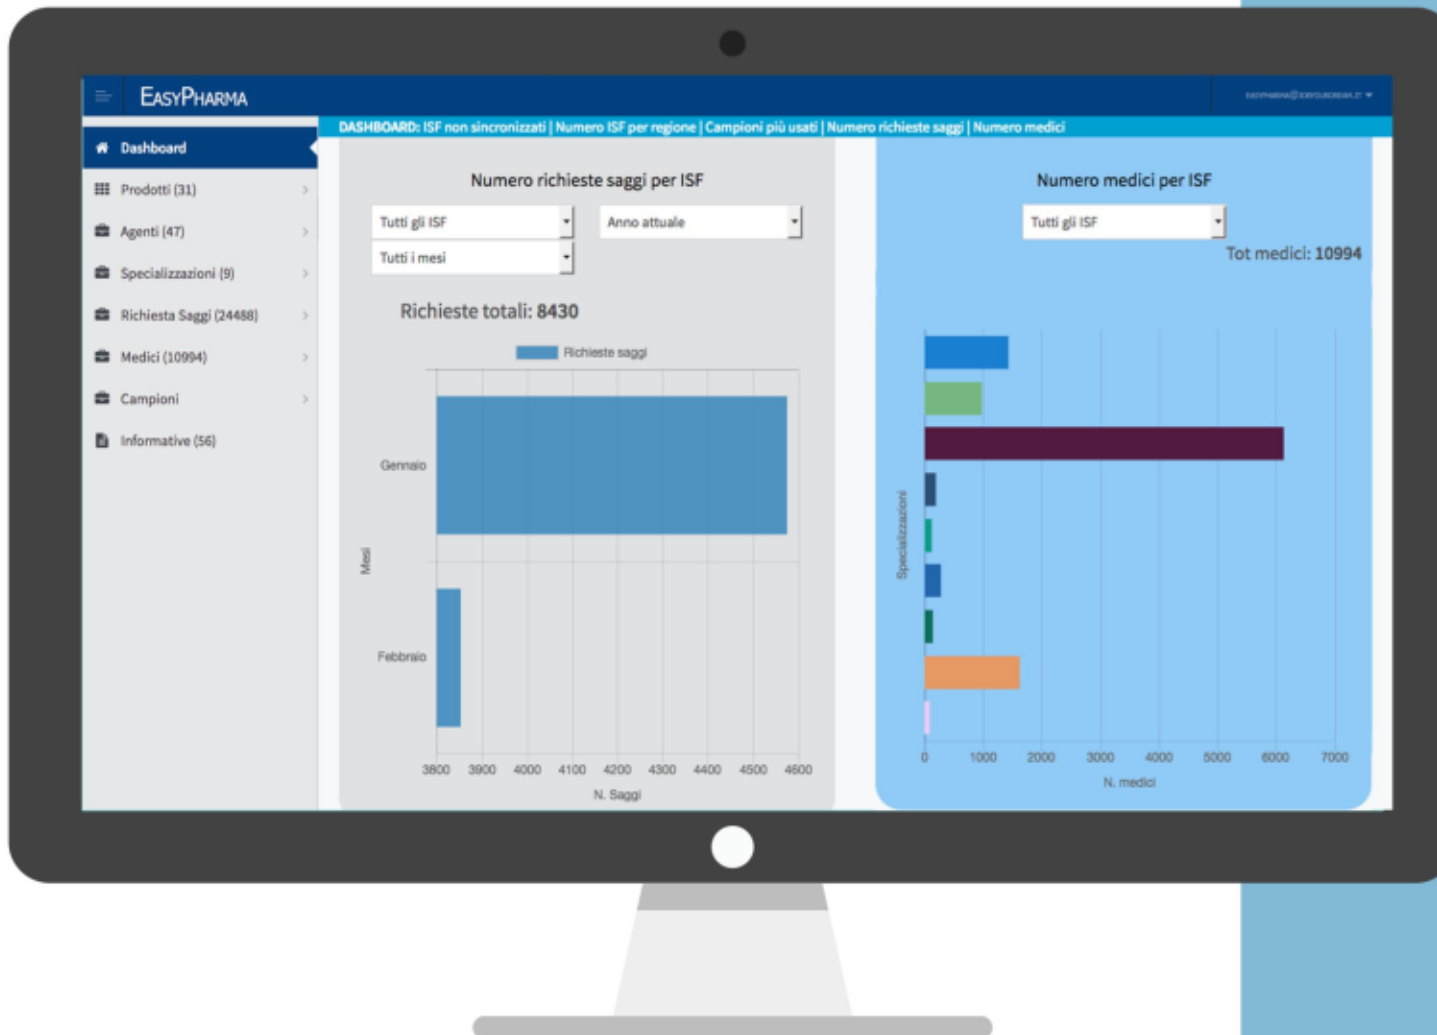 EASYPHARMA
DASHBOARD: ISF non sincronizzati | Numero ISF per regione | Campioni più usati | Numero richieste saggi | Numero medici
Dashboard
Prodotti (31)
Agenti (47)
Specializzazioni (9)
Richiesta Saggi (24488)
Medici (10994)
Campioni
Informative (56)
Numero richieste saggi per ISF
Tutti gli ISF
Anno attuale
Tutti i mesi
Richieste totali: 8430
Richieste saggi
Gennaio
Mesi
Febbraio
3800 3900 4000 4100 4200 4300 4400 4500 4600
N. Saggi
Numero medici per ISF
Tutti gli ISF
Tot medici: 10994
Specializzazioni
0 1000 2000 3000 4000 5000 6000 7000
N. medici